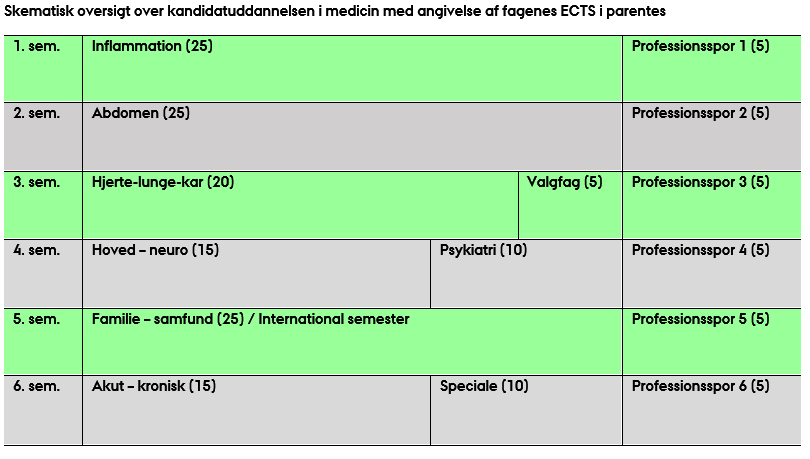 Skematisk oversigt over kandidatuddannelsen i medicin med angivelse af fagenes ECTS i parentes
1. sem. Inflammation (25) Professionsspor 1 (5)
2. sem. Abdomen (25) Professionsspor 2 (5)
3. sem. Hjerte-lunge-kar (20) Valgfag (5) Professionsspor 3 (5)
4. sem. Hoved – neuro (15) Psykiatri (10) Professionsspor 4 (5)
5. sem. Familie – samfund (25) / International semester Professionsspor 5 (5)
6. sem. Akut – kronisk (15) Speciale (10) Professionsspor 6 (5)